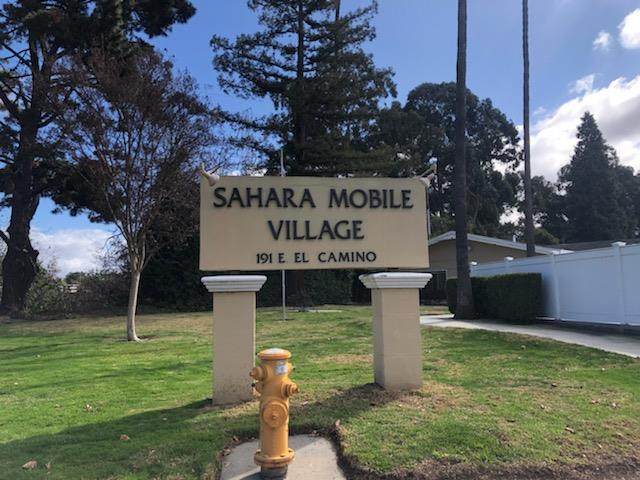 SAHARA MOBILE
VILLAGE
191 E. EL CAMINO